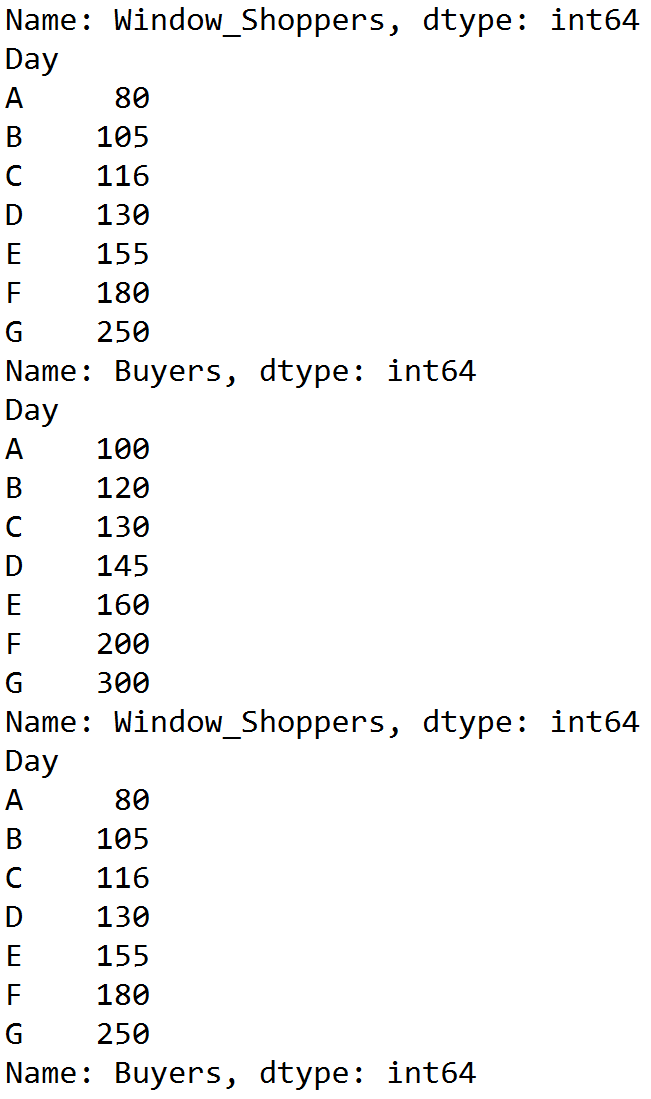 Name: Window_Shoppers, dtype: int64
Day
A     80
B    105
C    116
D    130
E    155
F    180
G    250
Name: Buyers, dtype: int64
Day
A    100
B    120
C    130
D    145
E    160
F    200
G    300
Name: Window_Shoppers, dtype: int64
Day
A     80
B    105
C    116
D    130
E    155
F    180
G    250
Name: Buyers, dtype: int64